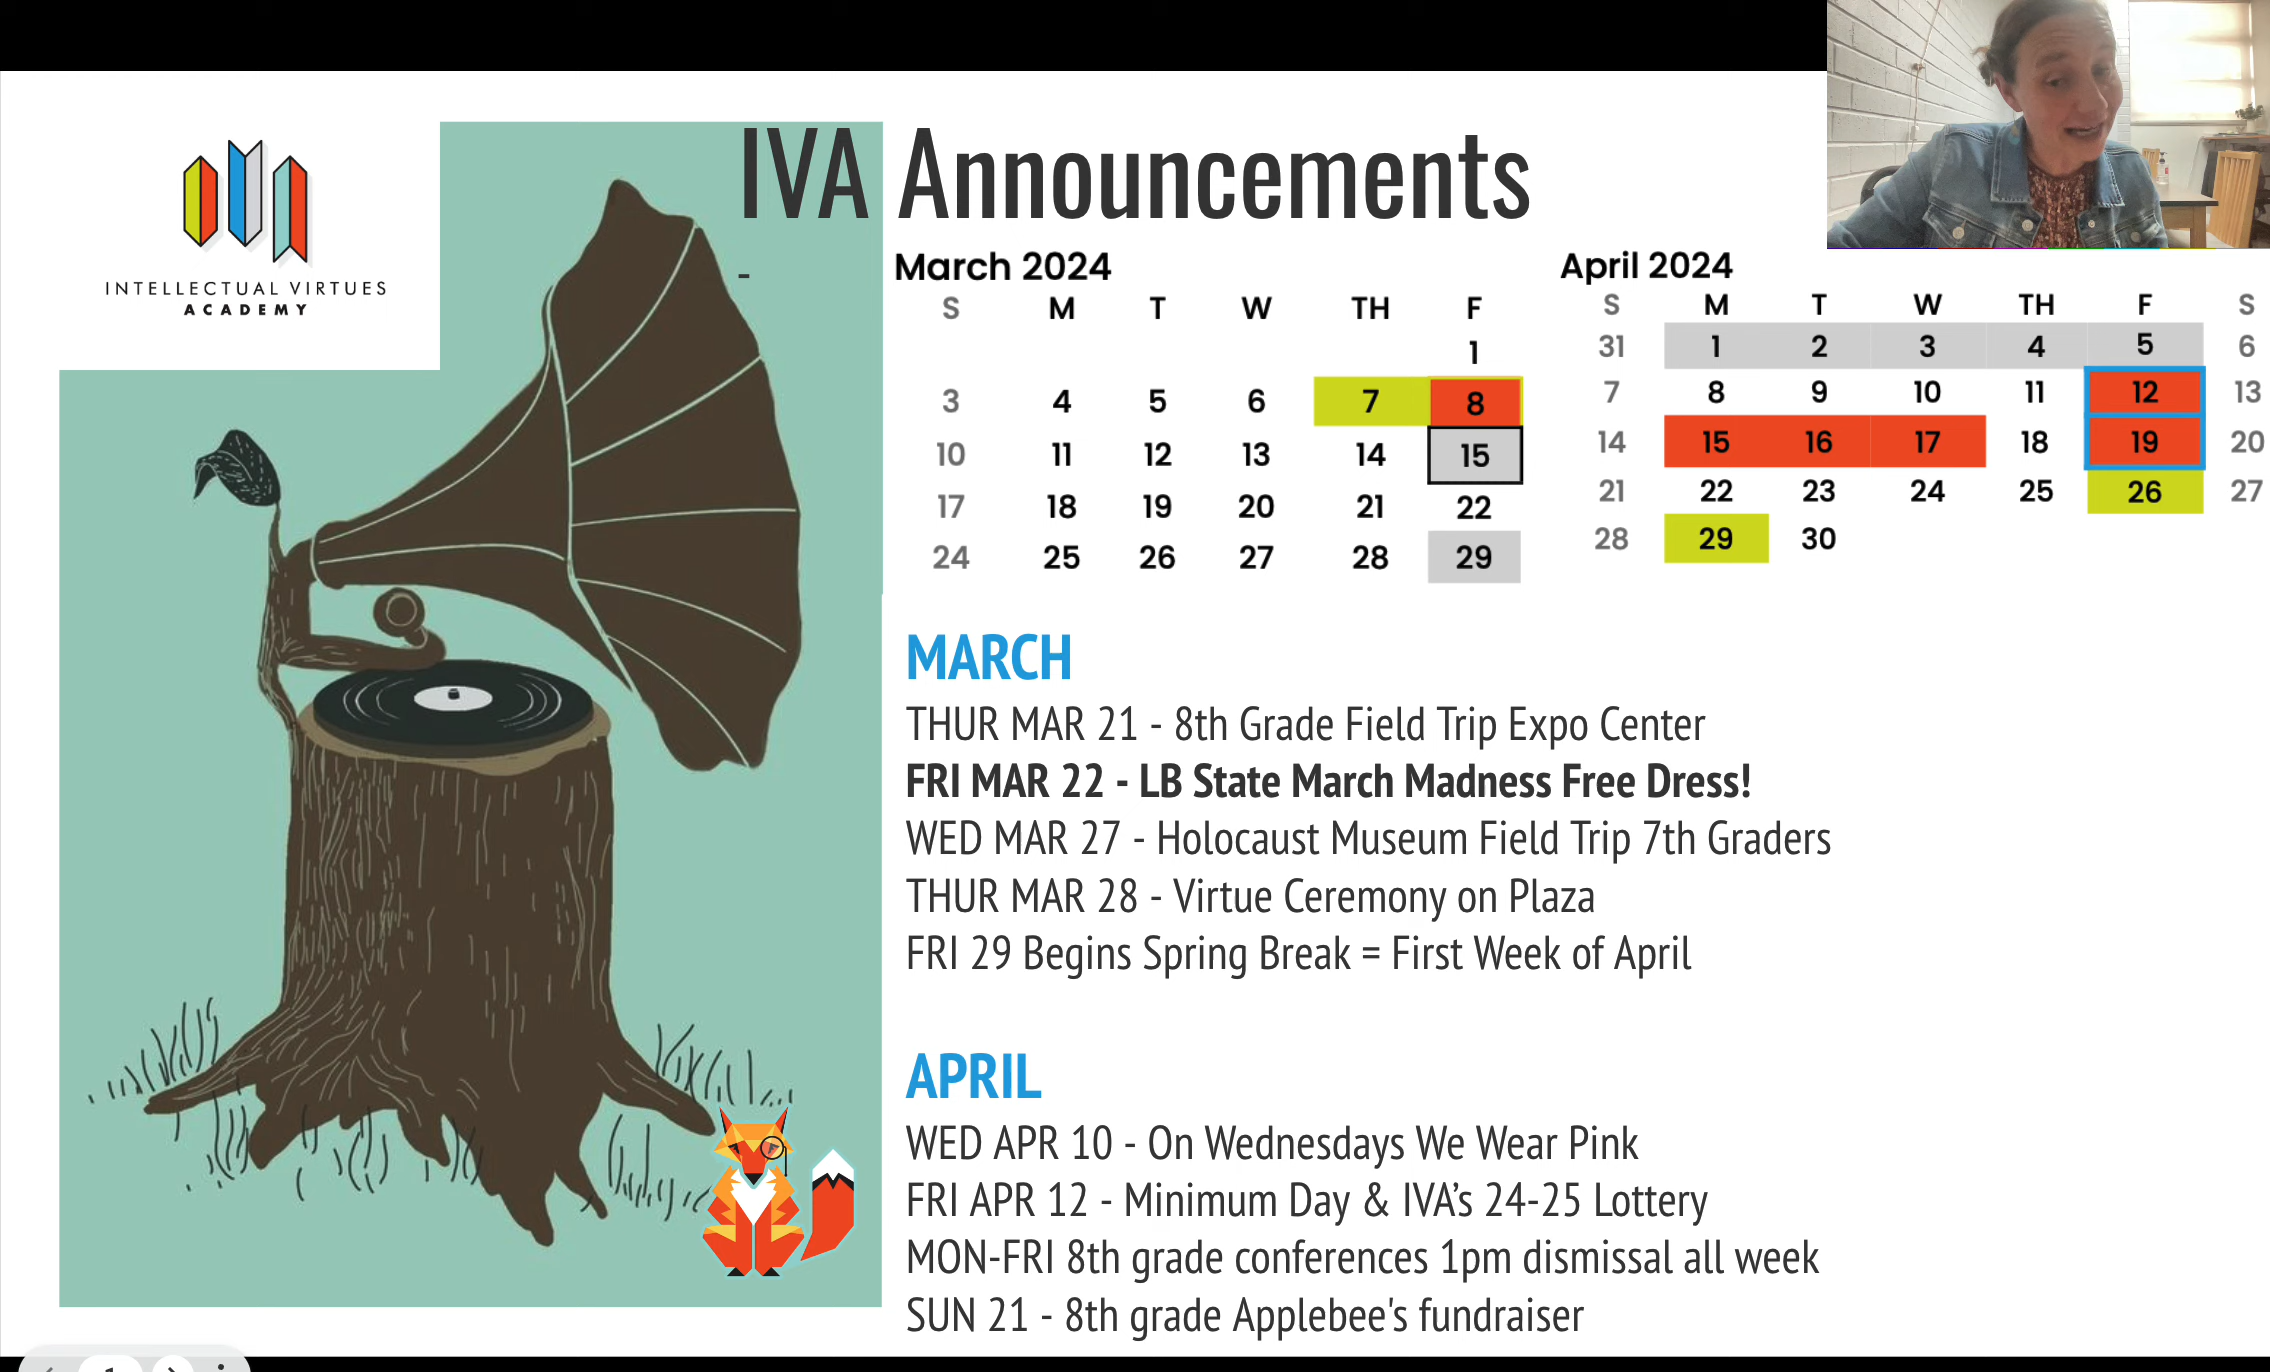 INTELLECTUAL VIRTUES
ACADEMY
IVA Announcements
-
March 2024
S M T W TH F
1
3 4 5 6 7 8
10 11 12 13 14 15
17 18 19 20 21 22
24 25 26 27 28 29
April 2024
S M T W TH F S
31 1 2 3 4 5 6
7 8 9 10 11 12 13
14 15 16 17 18 19 20
21 22 23 24 25 26 27
28 29 30
MARCH
THUR MAR 21 - 8th Grade Field Trip Expo Center
FRI MAR 22 - LB State March Madness Free Dress!
WED MAR 27 - Holocaust Museum Field Trip 7th Graders
THUR MAR 28 - Virtue Ceremony on Plaza
FRI 29 Begins Spring Break = First Week of April
APRIL
WED APR 10 - On Wednesdays We Wear Pink
FRI APR 12 - Minimum Day & IVA's 24-25 Lottery
MON-FRI 8th grade conferences 1pm dismissal all week
SUN 21 - 8th grade Applebee's fundraiser